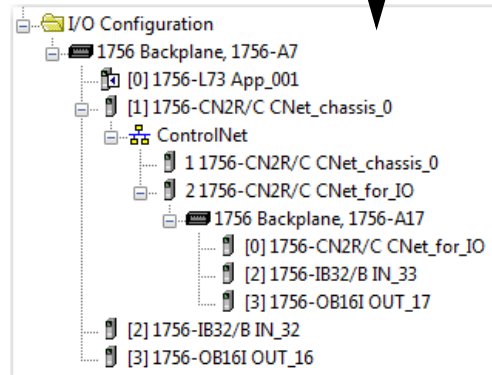 I/O Configuration
1756 Backplane, 1756-A7
[0] 1756-L73 App_001
[1] 1756-CN2R/C CNet_chassis_0
ControlNet
1 1756-CN2R/C CNet_chassis_0
2 1756-CN2R/C CNet_for_IO
1756 Backplane, 1756-A17
[0] 1756-CN2R/C CNet_for_IO
[2] 1756-IB32/B IN_33
[3] 1756-OB16I OUT_17
[2] 1756-IB32/B IN_32
[3] 1756-OB16I OUT_16